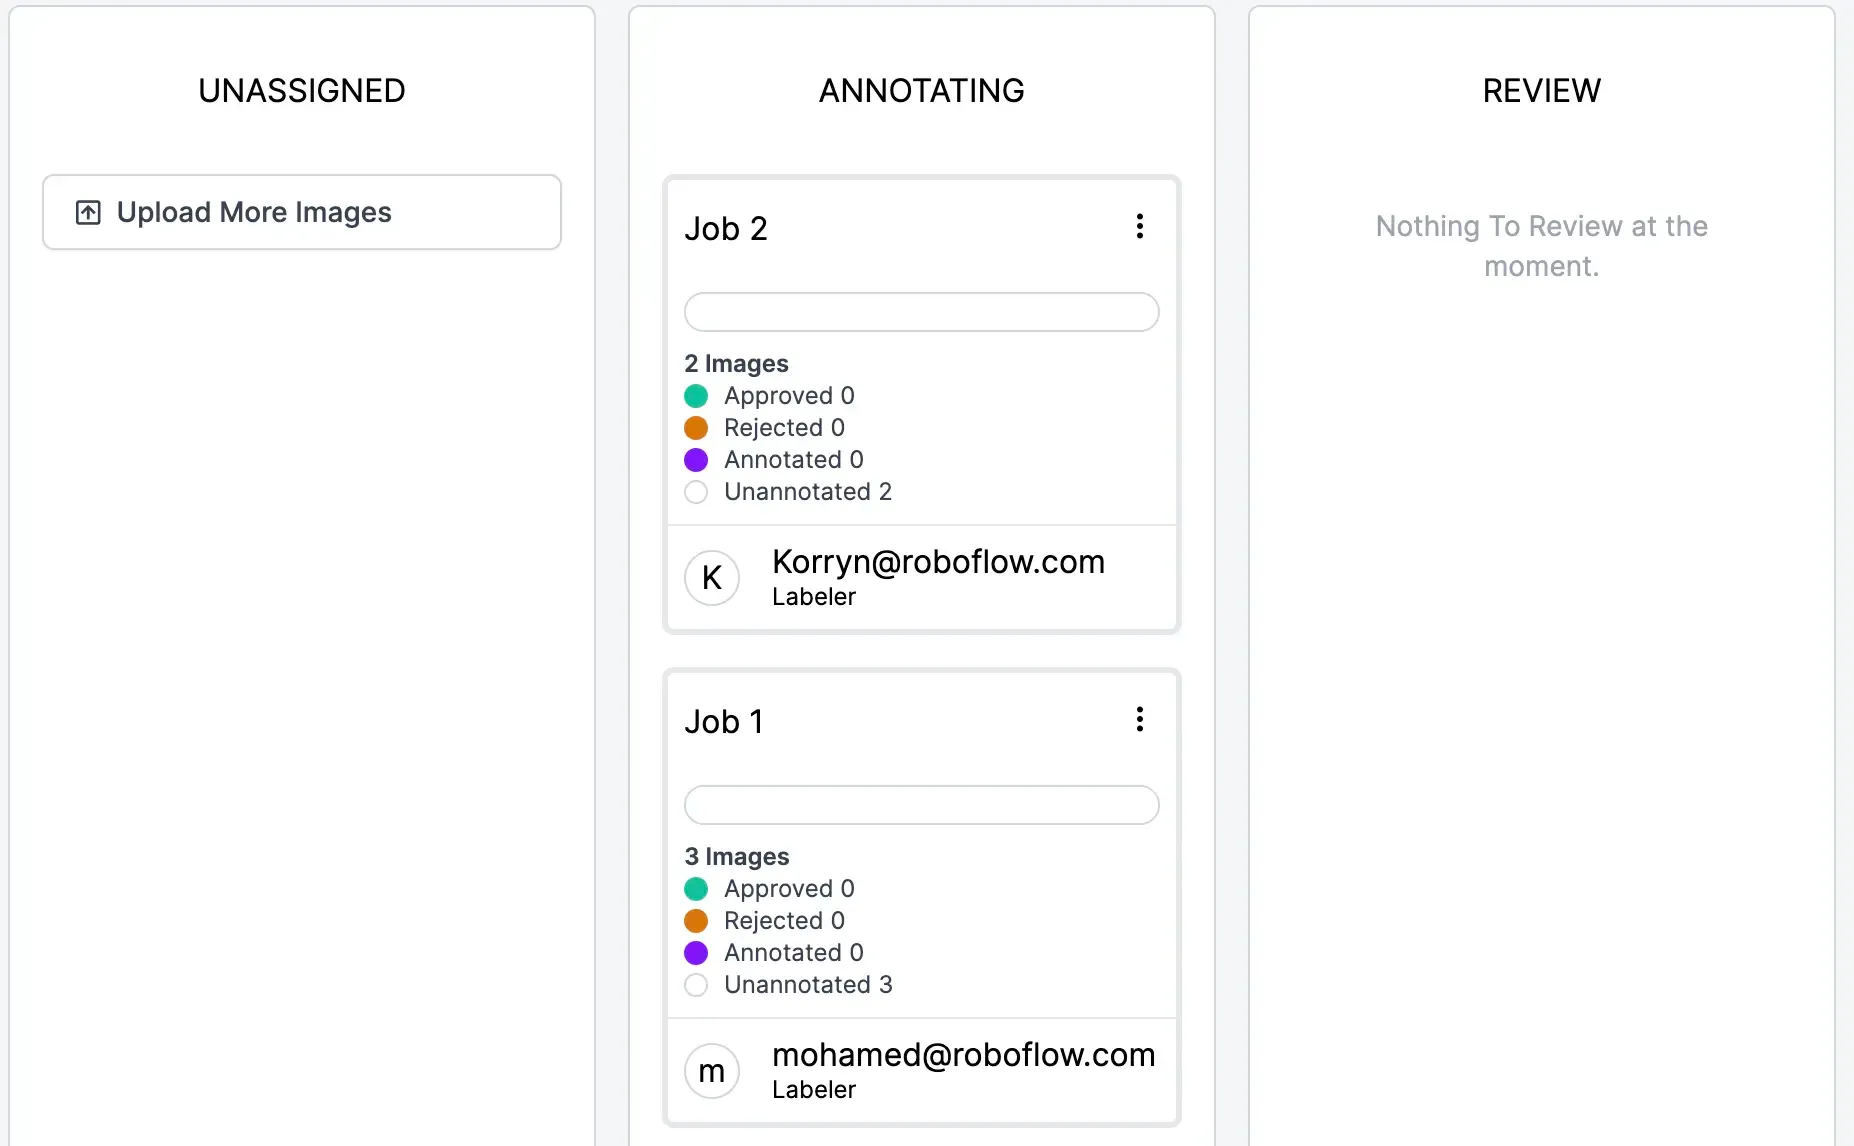 UNASSIGNED
Upload More Images
ANNOTATING
Job 2
2 Images
Approved 0
Rejected 0
Annotated 0
Unannotated 2
K
Korryn@roboflow.com
Labeler
Job 1
3 Images
Approved 0
Rejected 0
Annotated 0
Unannotated 3
m
mohamed@roboflow.com
Labeler
REVIEW
Nothing To Review at the
moment.